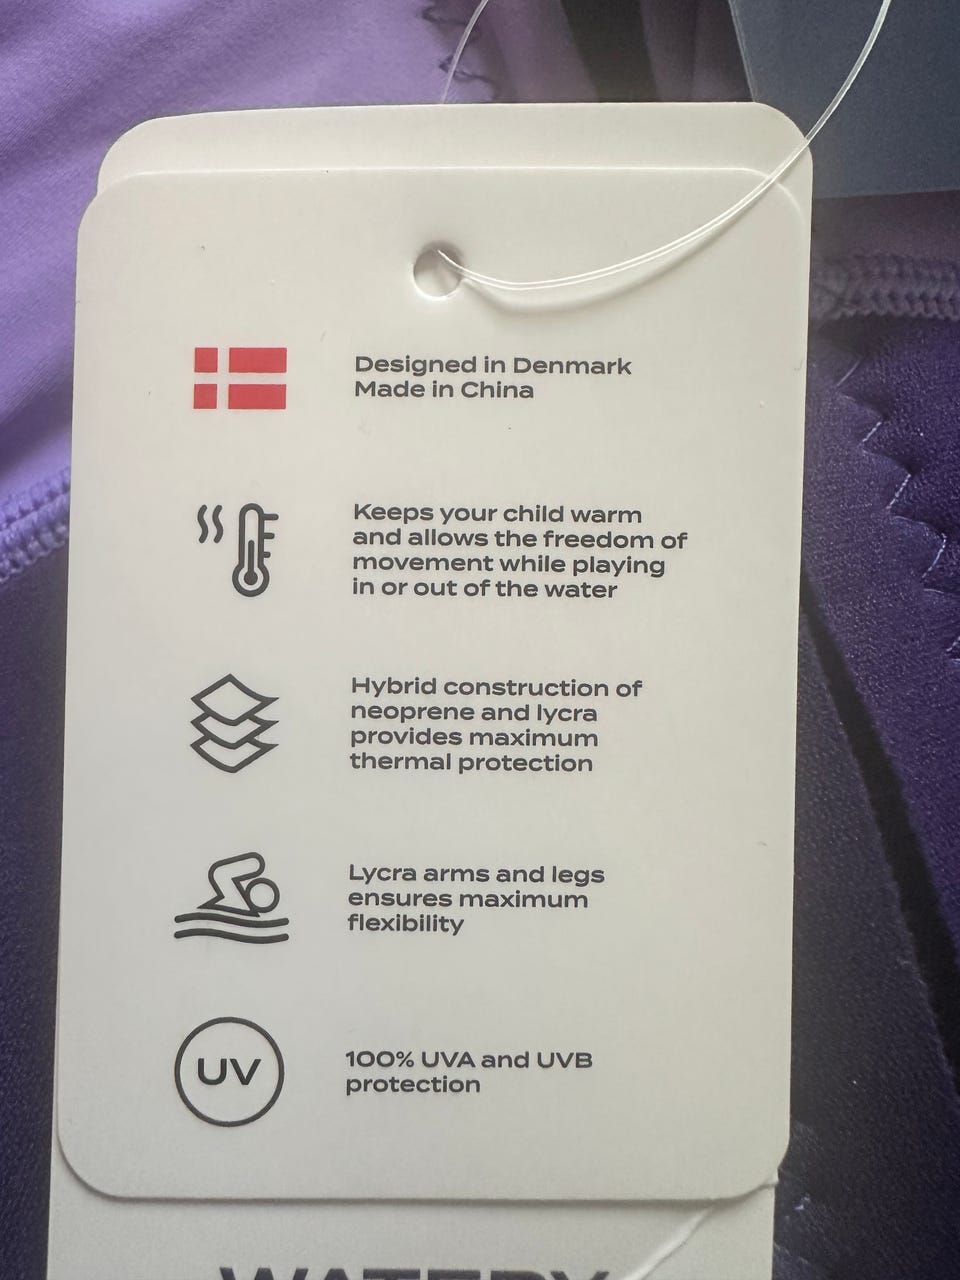 Designed in Denmark
Made in China
Keeps your child warm
and allows the freedom of
movement while playing
in or out of the water
Hybrid construction of
neoprene and lycra
provides maximum
thermal protection
Lycra arms and legs
ensures maximum
flexibility
UV
100% UVA and UVB
protection
WATERY